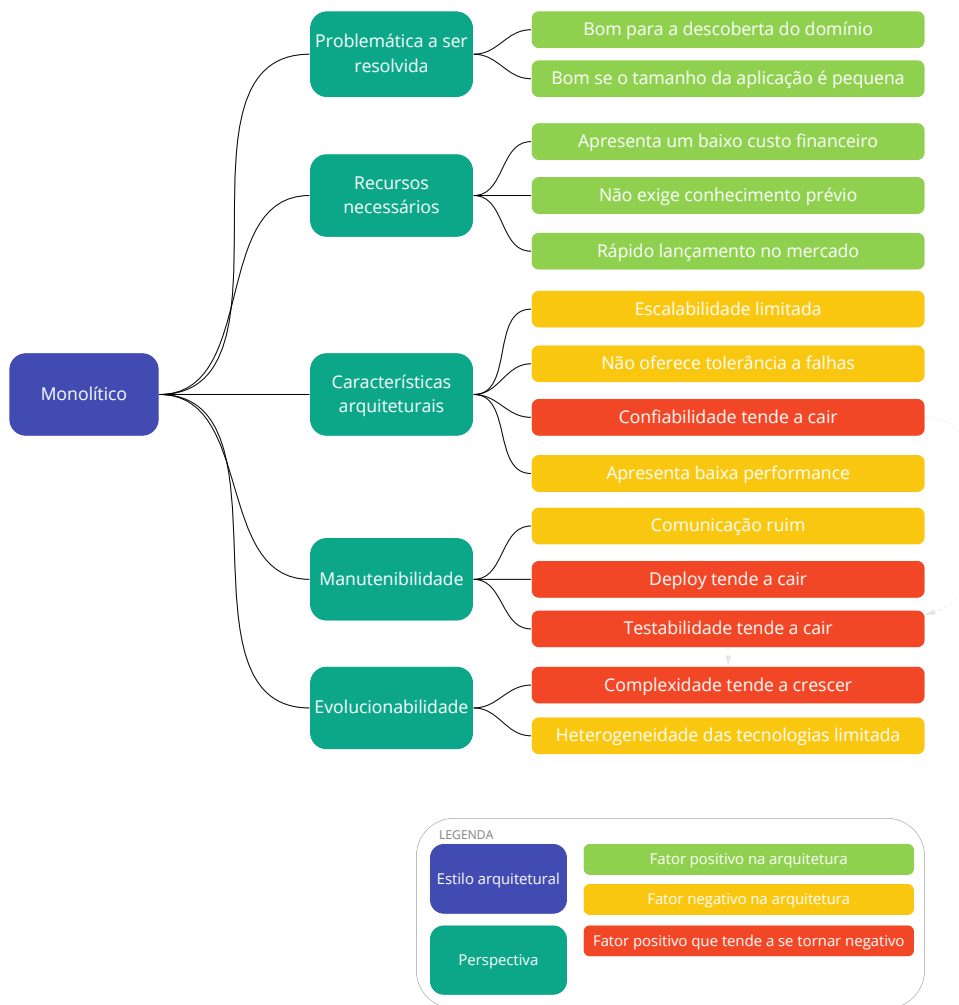 Problemática a ser
resolvida
Bom para a descoberta do domínio
Bom se o tamanho da aplicação é pequena
Recursos
necessários
Apresenta um baixo custo financeiro
Não exige conhecimento prévio
Rápido lançamento no mercado
Monolítico
Característícas
arquiteturais
Escalabilidade limitada
Não oferece tolerância a falhas
Confiabilidade tende a cair
Apresenta baixa performance
Manutenibilidade
Comunicação ruim
Deploy tende a cair
Testabilidade tende a cair
Evolucionabilidade
Complexidade tende a crescer
Heterogeneidade das tecnologias limitada
LEGENDA
Estilo arquitetural
Perspectiva
Fator positivo na arquitetura
Fator negativo na arquitetura
Fator positivo que tende a se tornar negativo